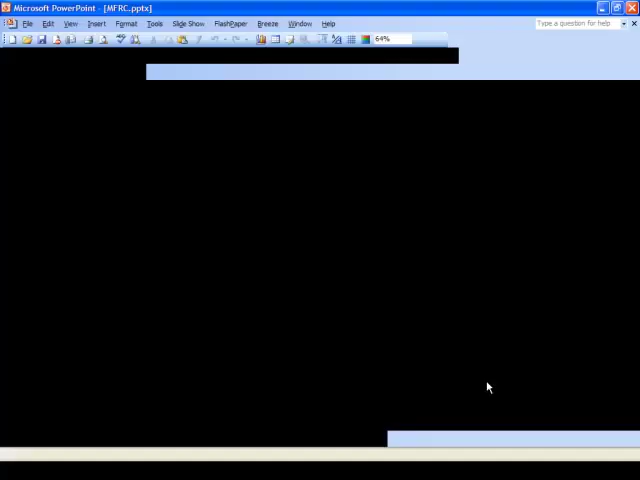 Microsoft PowerPoint - [MFRC.pptx]
File Edit View Insert Format Tools Slide Show FlashPaper Breeze Window Help Type a question for help
64%